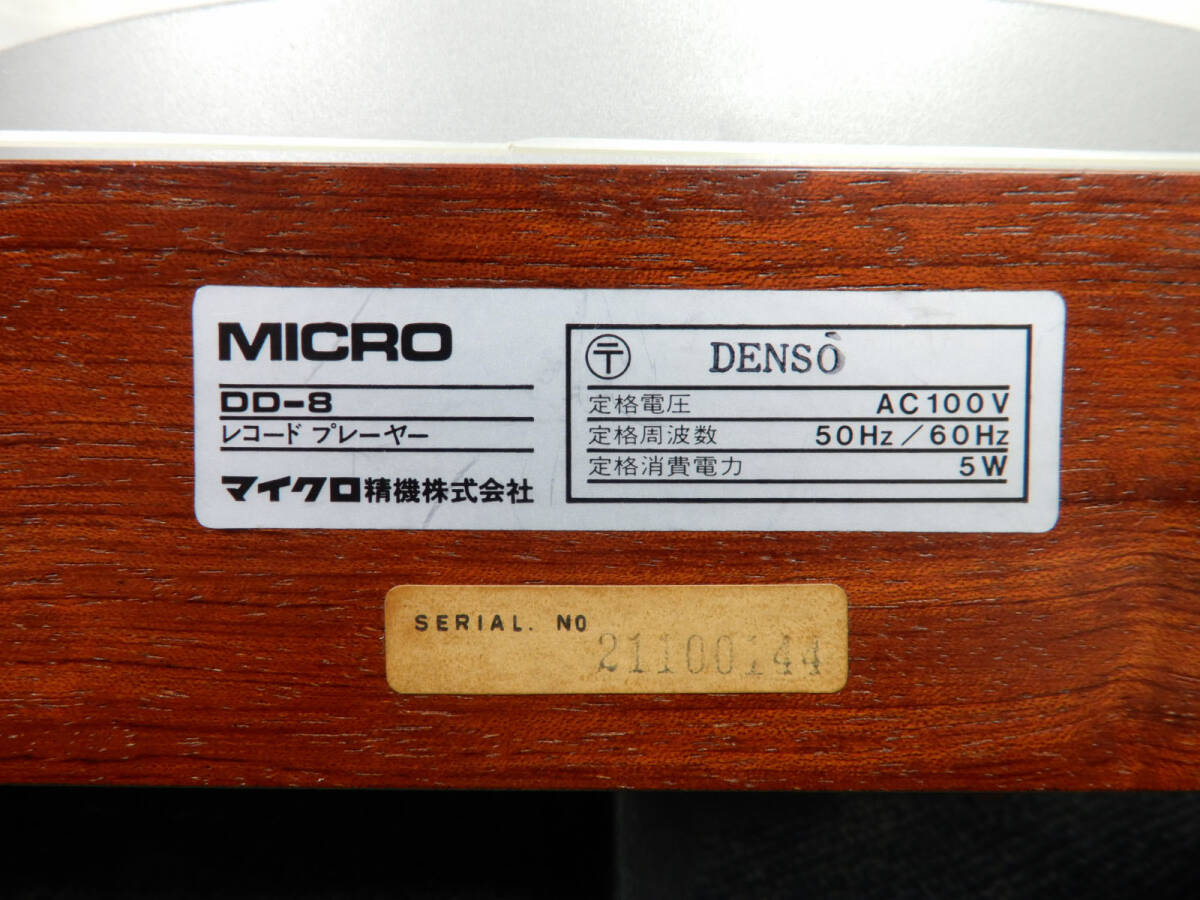 MICRO
DD-8
レコード プレーヤー
マイクロ精機株式会社
〒 DENSÒ
定格電圧 AC100V
定格周波数 50Hz/60Hz
定格消費電力 5W
SERIAL. NO
21100144